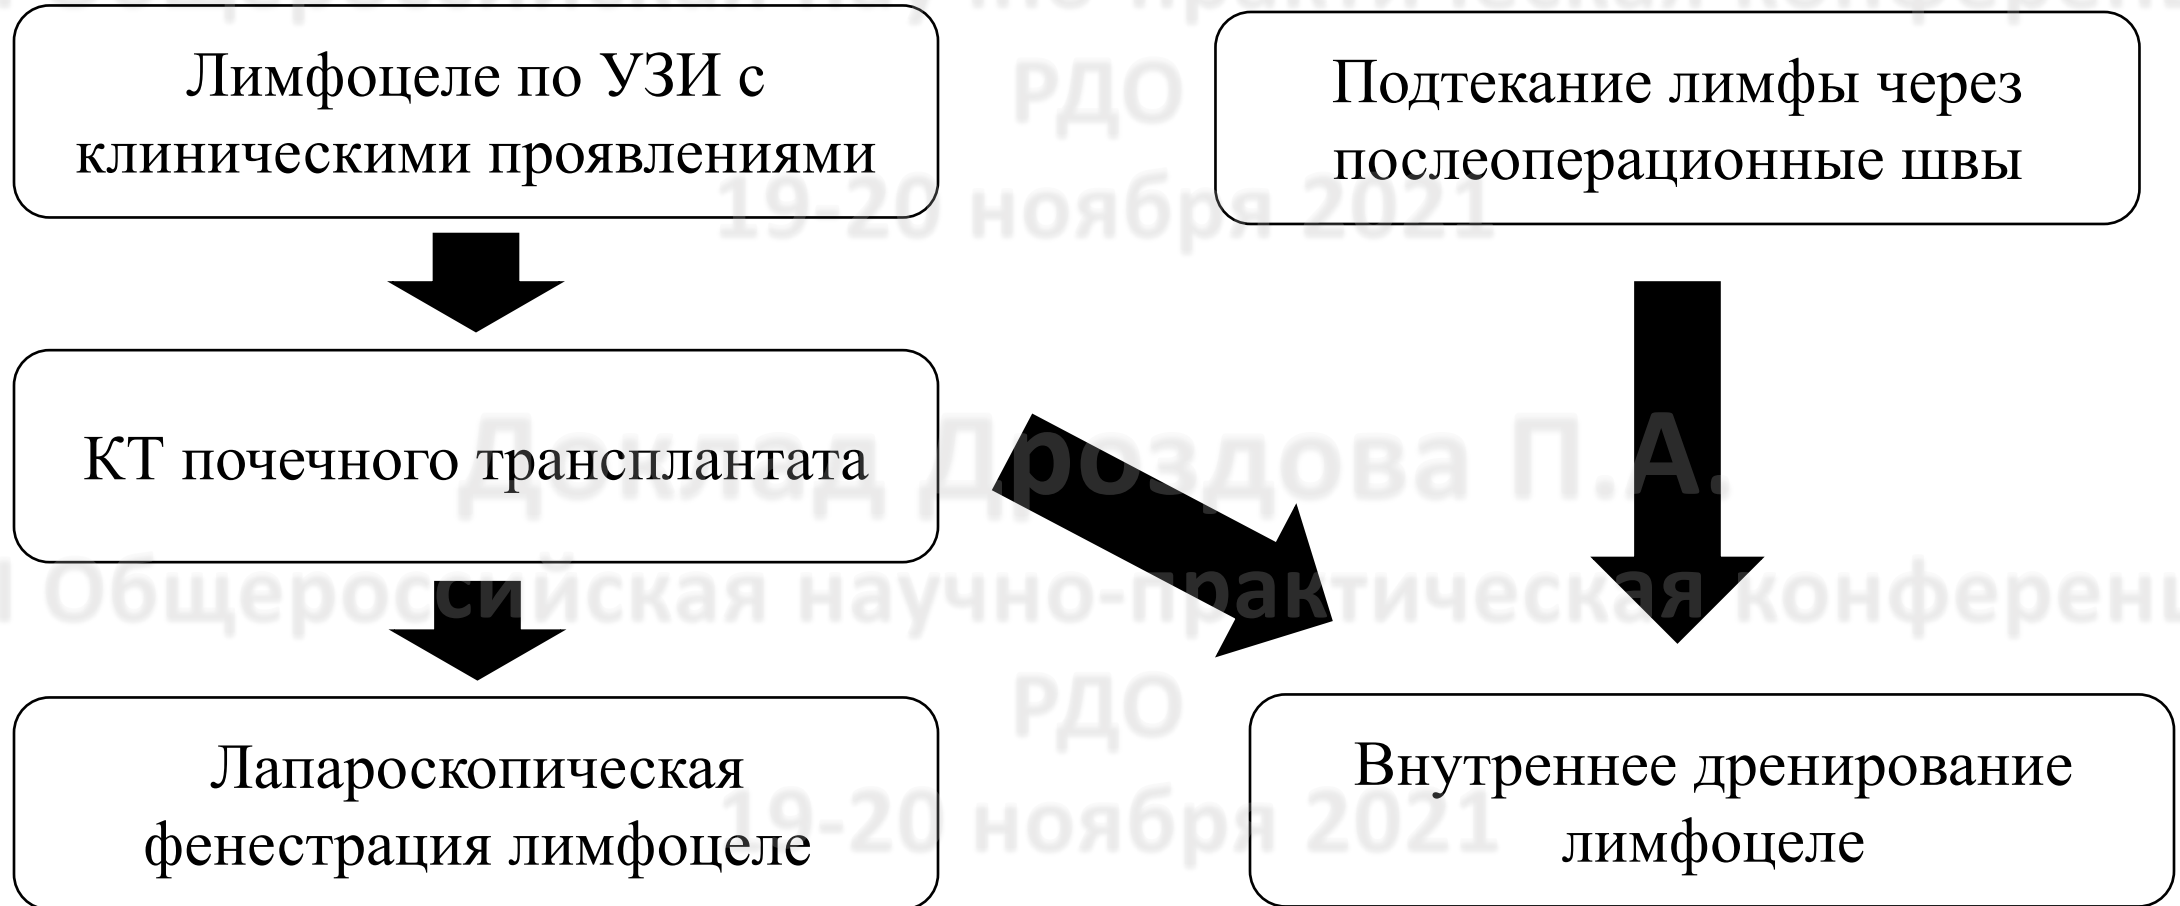 Лимфоцеле по УЗИ с
клиническими проявлениями
Подтекание лимфы через
послеоперационные швы
КТ почечного трансплантата
Лапароскопическая
фенестрация лимфоцеле
Внутреннее дренирование
лимфоцеле
РДО
19-20 ноября 2021
Доклад Дроздова П.А.
Общероссийская научно-практическая
РДО
19-20 ноября 2021